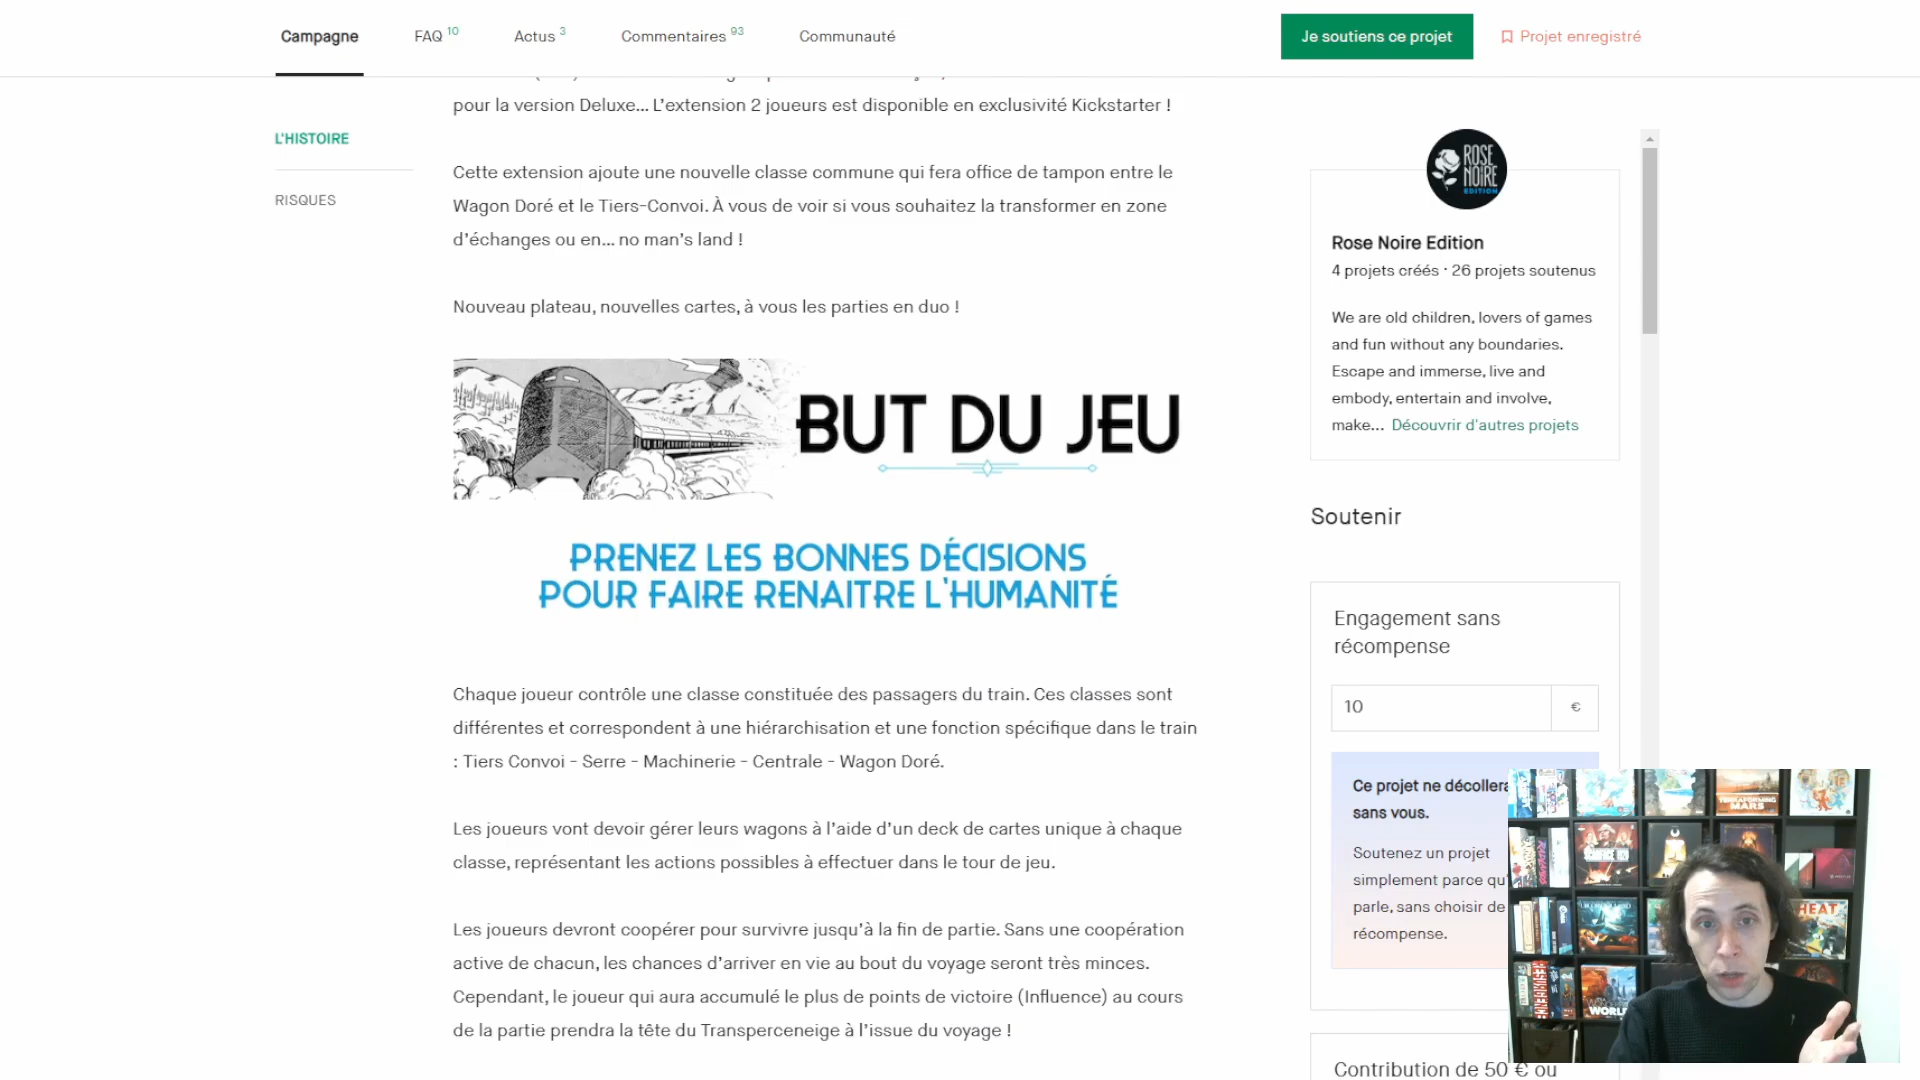 Campagne
FAQ 10
Actus 3
Commentaires 93
Communauté
Je soutiens ce projet
Projet enregistré
L'HISTOIRE
RISQUES
pour la version Deluxe... L'extension 2 joueurs est disponible en exclusivité Kickstarter !
Cette extension ajoute une nouvelle classe commune qui fera office de tampon entre le
Wagon Doré et le Tiers-Convoi. À vous de voir si vous souhaitez la transformer en zone
d'échanges ou en... no man's land !
Nouveau plateau, nouvelles cartes, à vous les parties en duo !
BUT DU JEU
PRENEZ LES BONNES DÉCISIONS
POUR FAIRE RENAITRE L'HUMANITÉ
Chaque joueur contrôle une classe constituée des passagers du train. Ces classes sont
différentes et correspondent à une hiérarchisation et une fonction spécifique dans le train
: Tiers Convoi - Serre - Machinerie - Centrale - Wagon Doré.
Les joueurs vont devoir gérer leurs wagons à l'aide d'un deck de cartes unique à chaque
classe, représentant les actions possibles à effectuer dans le tour de jeu.
Les joueurs devront coopérer pour survivre jusqu'à la fin de partie. Sans une coopération
active de chacun, les chances d'arriver en vie au bout du voyage seront très minces.
Cependant, le joueur qui aura accumulé le plus de points de victoire (Influence) au cours
de la partie prendra la tête du Transperceneige à l'issue du voyage !
ROSE
NOIRE
EDITION
Rose Noire Edition
4 projets créés · 26 projets soutenus
We are old children, lovers of games
and fun without any boundaries.
Escape and immerse, live and
embody, entertain and involve,
make... Découvrir d'autres projets
Soutenir
Engagement sans
récompense
10 €
Ce projet ne décollera
sans vous.
Soutenez un projet
simplement parce qu'
parle, sans choisir de
récompense.
Contribution de 50 € ou
TERRAFORMING
MARS
HEAT
WORL